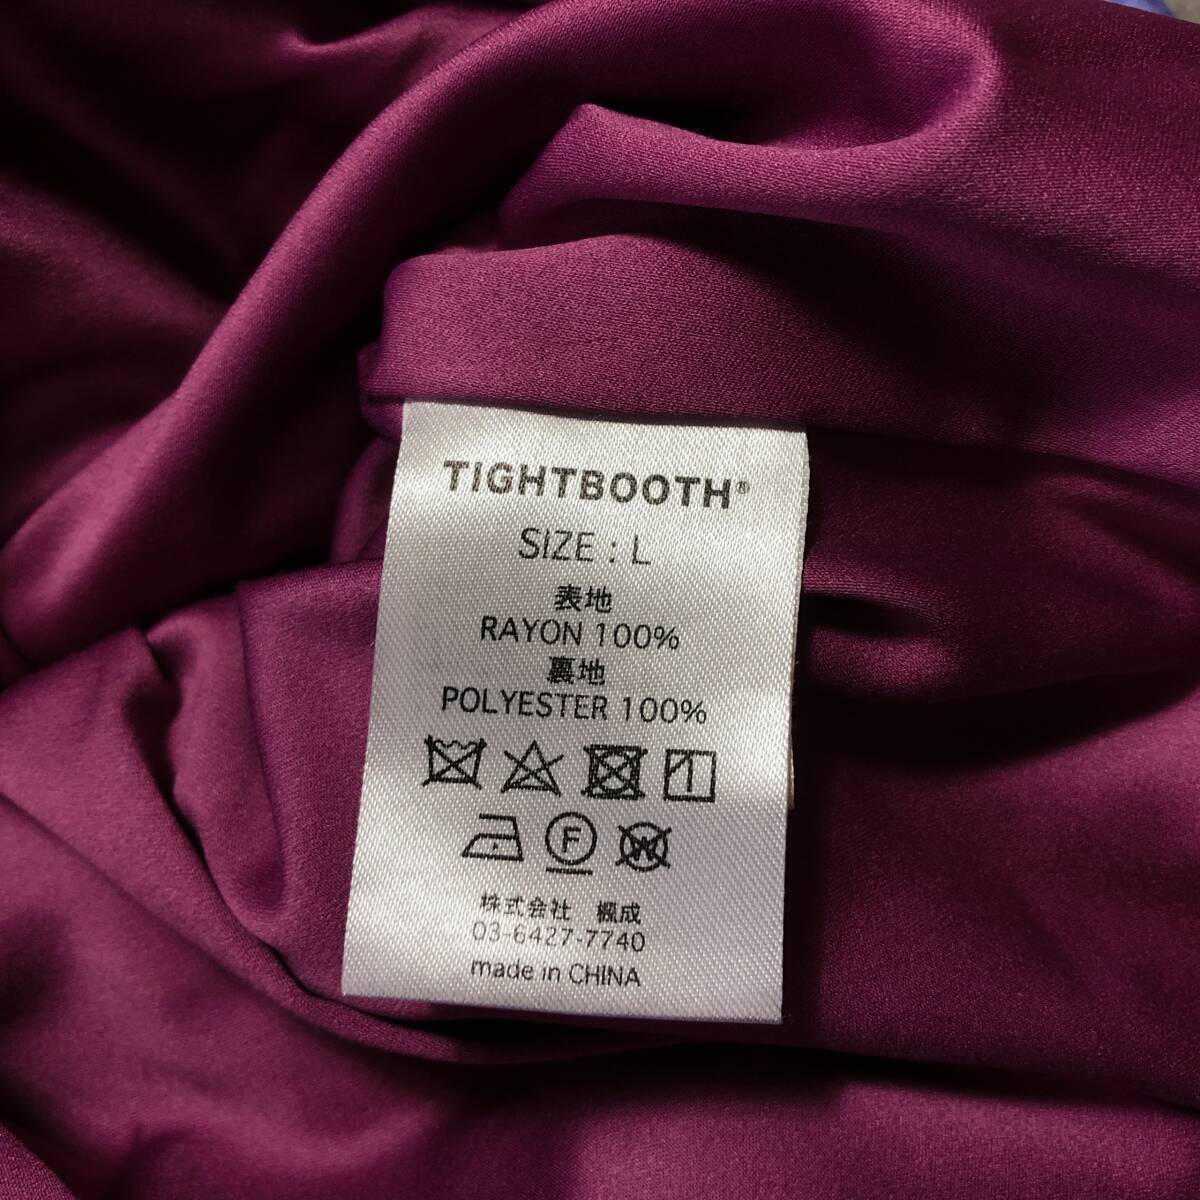 TIGHTBOOTH®
SIZE : L
表地
RAYON 100%
裏地
POLYESTER 100%
F W
株式会社 楓成
03-6427-7740
made in CHINA